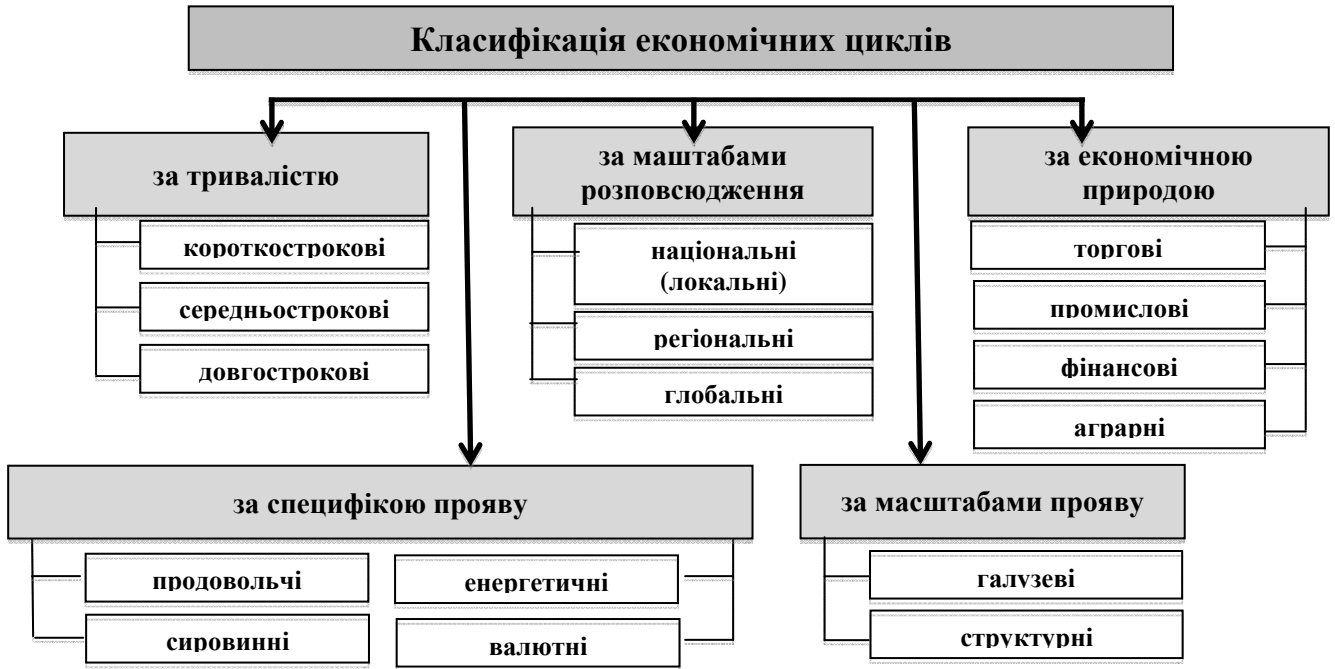 Класифікація економічних циклів
за тривалістю
короткострокові
середньострокові
довгострокові
за маштабами
розповсюдження
національні
(локальні)
регіональні
глобальні
за економічною
природою
торгові
промислові
фінансові
аграрні
за специфікою прояву
продовольчі
сировинні
енергетичні
валютні
за масштабами прояву
галузеві
структурні